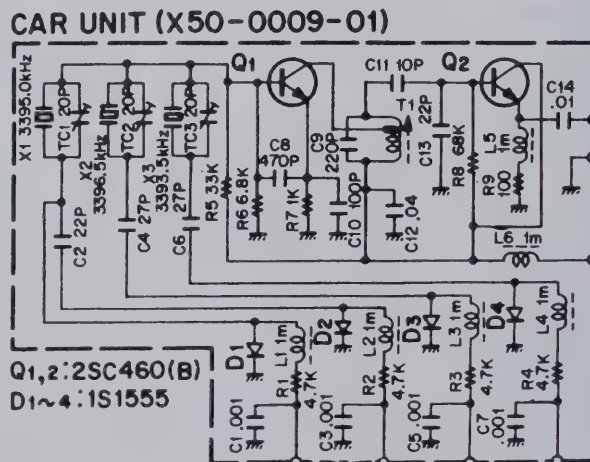 CAR UNIT (X50-0009-01)
X1 3395.0kHz
TC1 20P
X2 3396.5kHz
TC2 20P
X3 3393.5kHz
TC3 20P
Q1
C11 10P
Q2
T1
C14 .01
C8 470P
C9 220P
C13 22P
R8 68K
L5 1m
R9 100
C2 22P
C4 27P
C6 27P
R5 33K
R6 6.8K
R7 1K
C10 100P
C12 .04
L6 1m
D1
L1 1m
D2
L2 1m
D3
L3 1m
D4
L4 1m
R1 4.7K
R2 4.7K
R3 4.7K
R4 4.7K
C1 .001
C3 .001
C5 .001
C7 .001
Q1,2:2SC460(B)
D1~4:1S1555